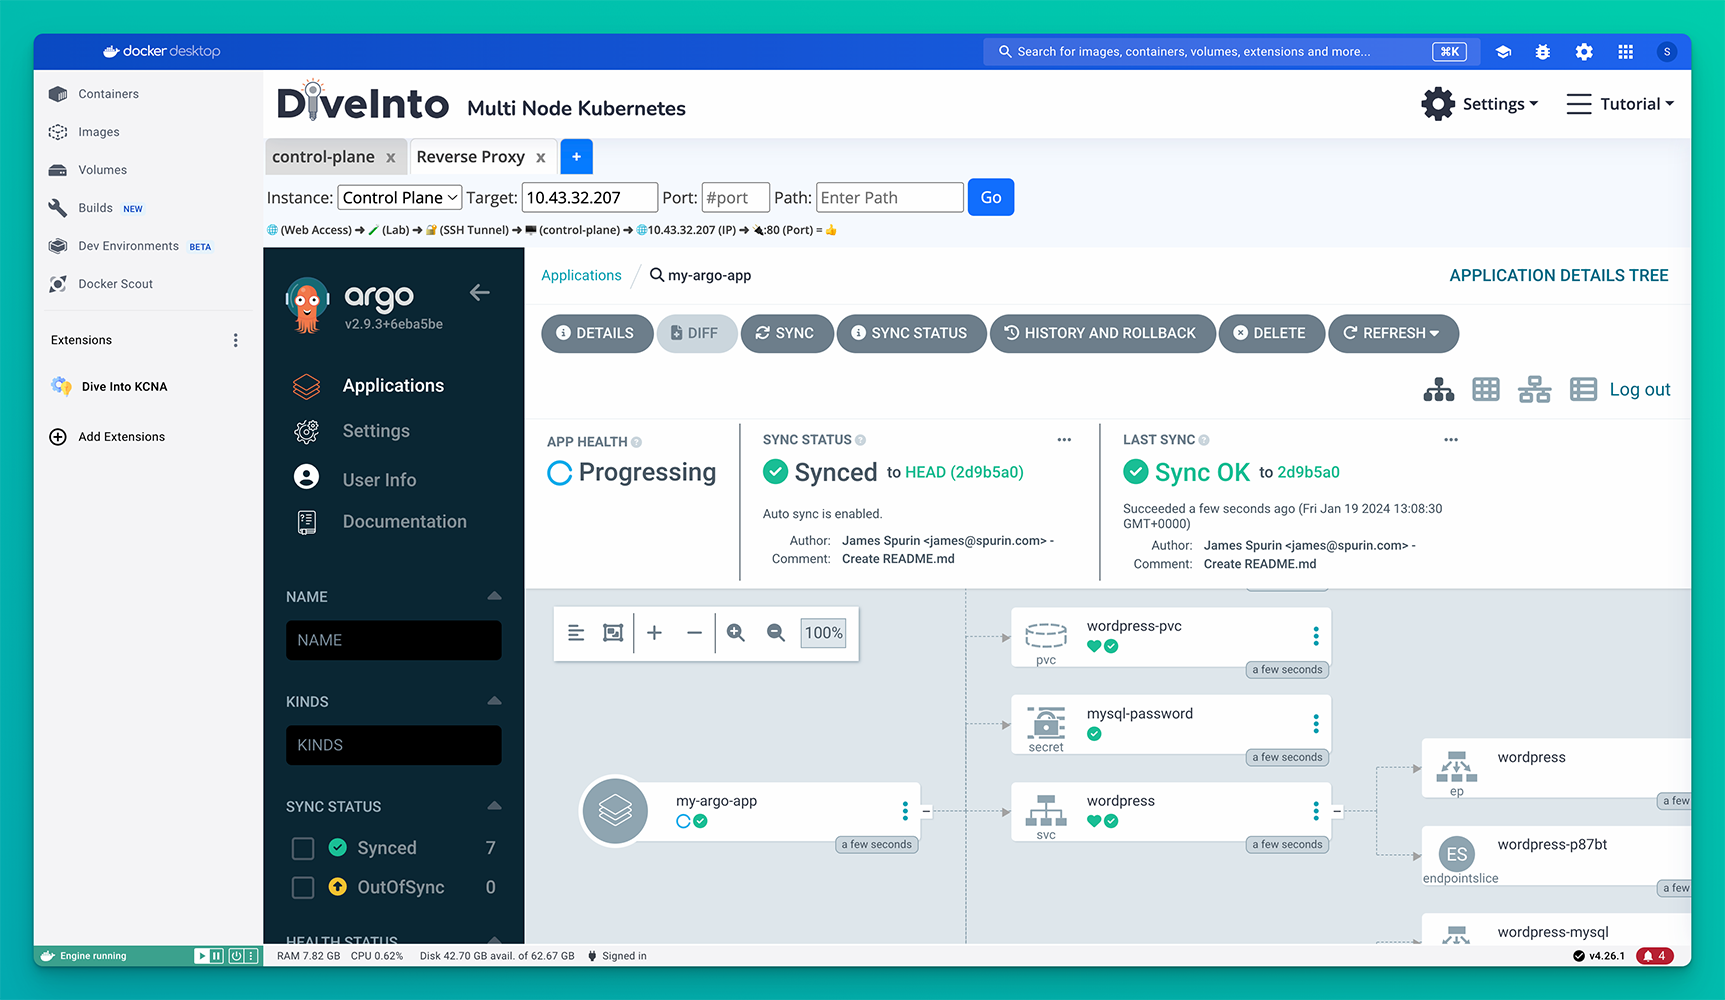 docker desktop
Search for images, containers, volumes, extensions and more...
⌘K
S
Containers
Images
Volumes
Builds NEW
Dev Environments BETA
Docker Scout
Extensions
Dive Into KCNA
Add Extensions
DiveInto Multi Node Kubernetes
Settings
Tutorial
control-plane x
Reverse Proxy x
+
Instance: Control Plane Target: 10.43.32.207 Port: #port Path: Enter Path Go
(Web Access) ➔ (Lab) ➔ (SSH Tunnel) ➔ (control-plane) ➔ 10.43.32.207 (IP) ➔ :80 (Port) = 👍
argo
v2.9.3+6eba5be
Applications
Settings
User Info
Documentation
NAME
NAME
KINDS
KINDS
SYNC STATUS
Synced 7
OutOfSync 0
HEALTH STATUS
Applications / my-argo-app
APPLICATION DETAILS TREE
DETAILS
DIFF
SYNC
SYNC STATUS
HISTORY AND ROLLBACK
DELETE
REFRESH
Log out
APP HEALTH
Progressing
SYNC STATUS
Synced to HEAD (2d9b5a0)
Auto sync is enabled.
Author: James Spurin <james@spurin.com> -
Comment: Create README.md
LAST SYNC
Sync OK to 2d9b5a0
Succeeded a few seconds ago (Fri Jan 19 2024 13:08:30
GMT+0000)
Author: James Spurin <james@spurin.com> -
Comment: Create README.md
100%
my-argo-app
a few seconds
wordpress-pvc
pvc
a few seconds
mysql-password
secret
a few seconds
wordpress
svc
a few seconds
wordpress
ep
a few
wordpress-p87bt
ES
endpointslice
a few
wordpress-mysql
Engine running
RAM 7.82 GB CPU 0.62% Disk 42.70 GB avail. of 62.67 GB Signed in
v4.26.1
4